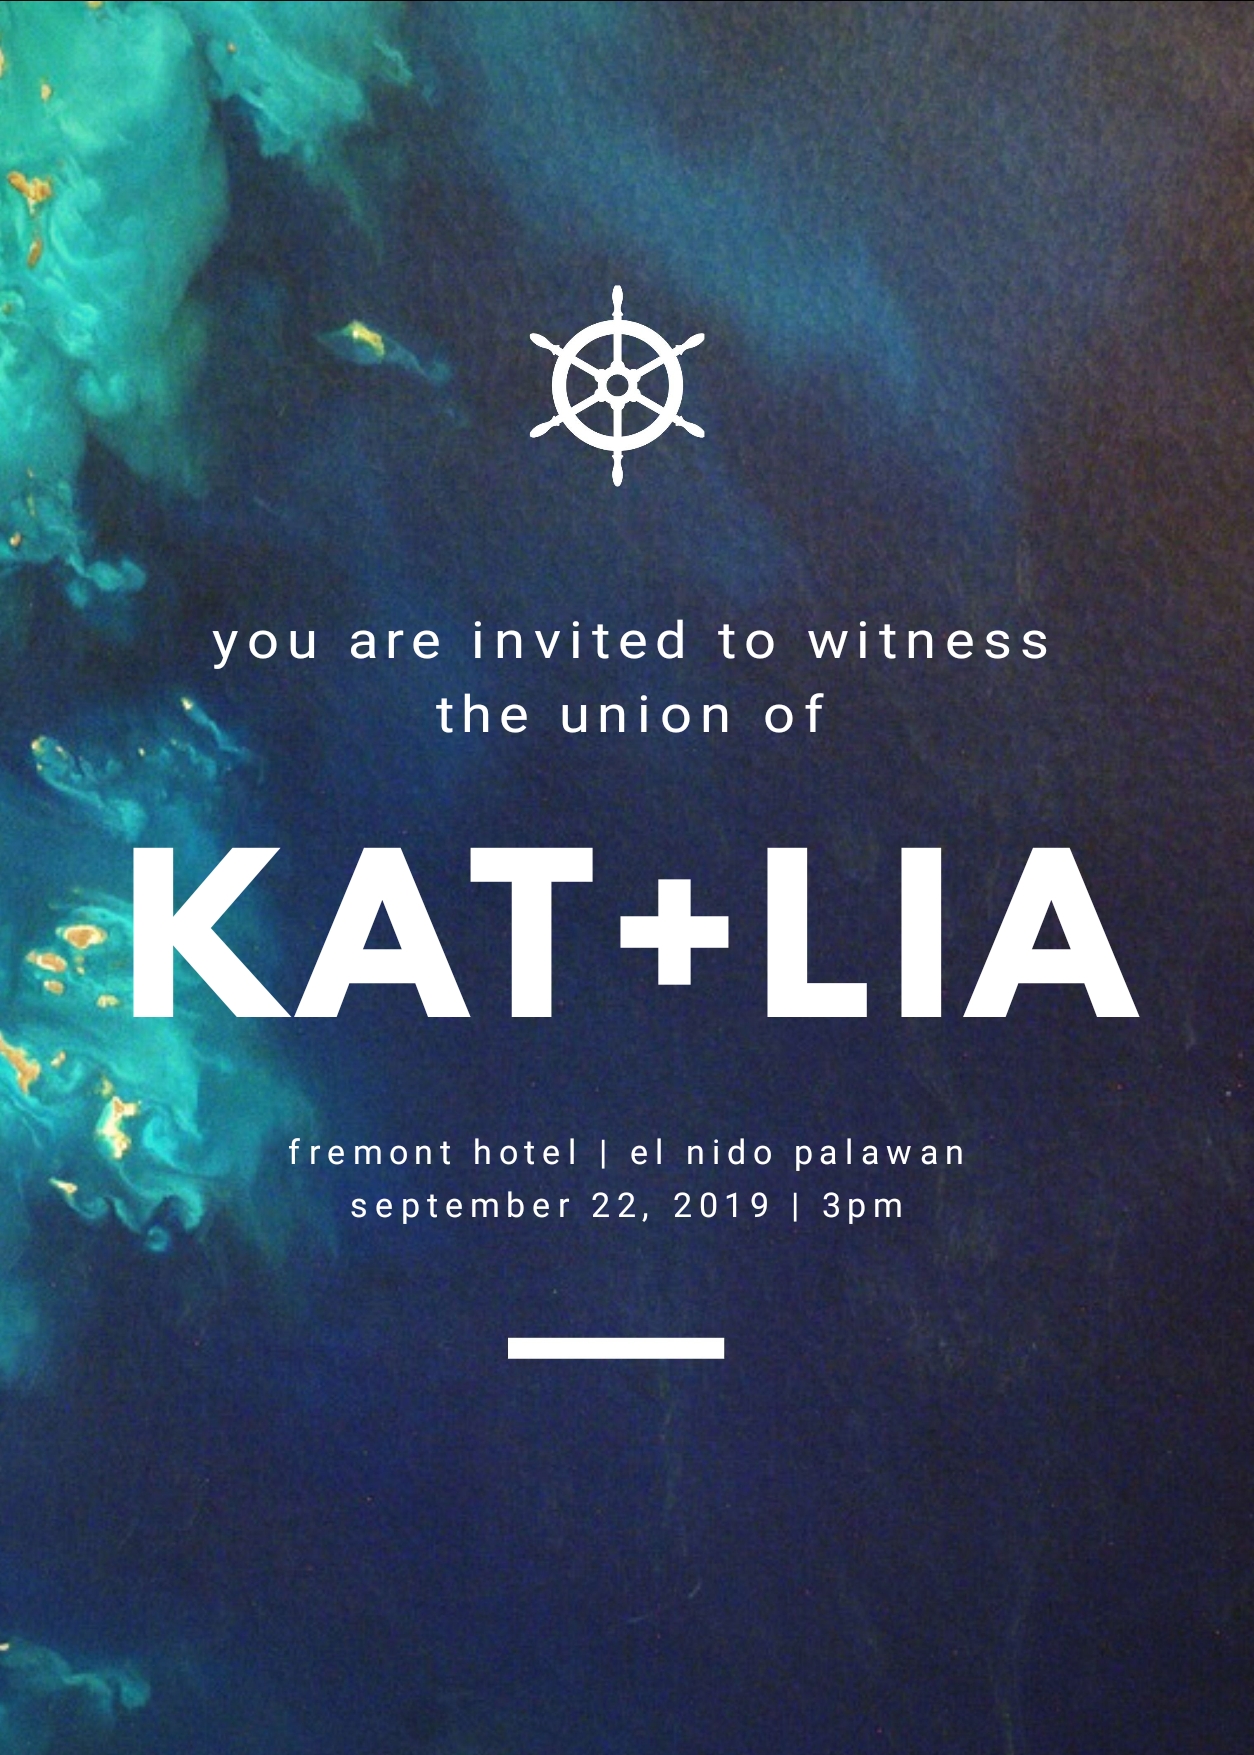 you are invited to witness
the union of
KAT+LIA
fremont hotel | el nido palawan
september 22, 2019 | 3pm